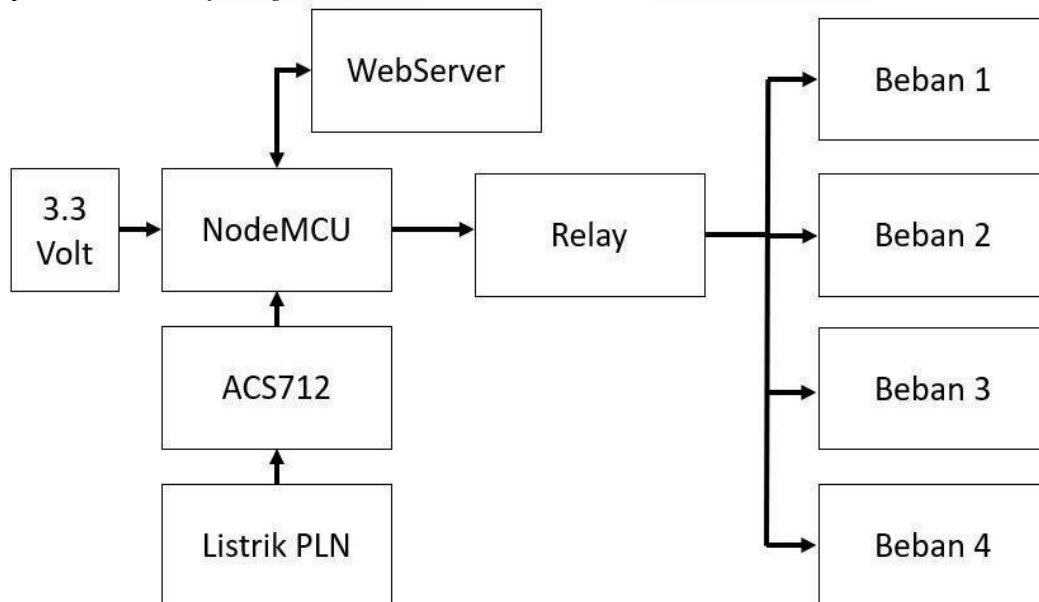 WebServer
Beban 1
3.3
Volt
NodeMCU
Relay
Beban 2
ACS712
Beban 3
Listrik PLN
Beban 4